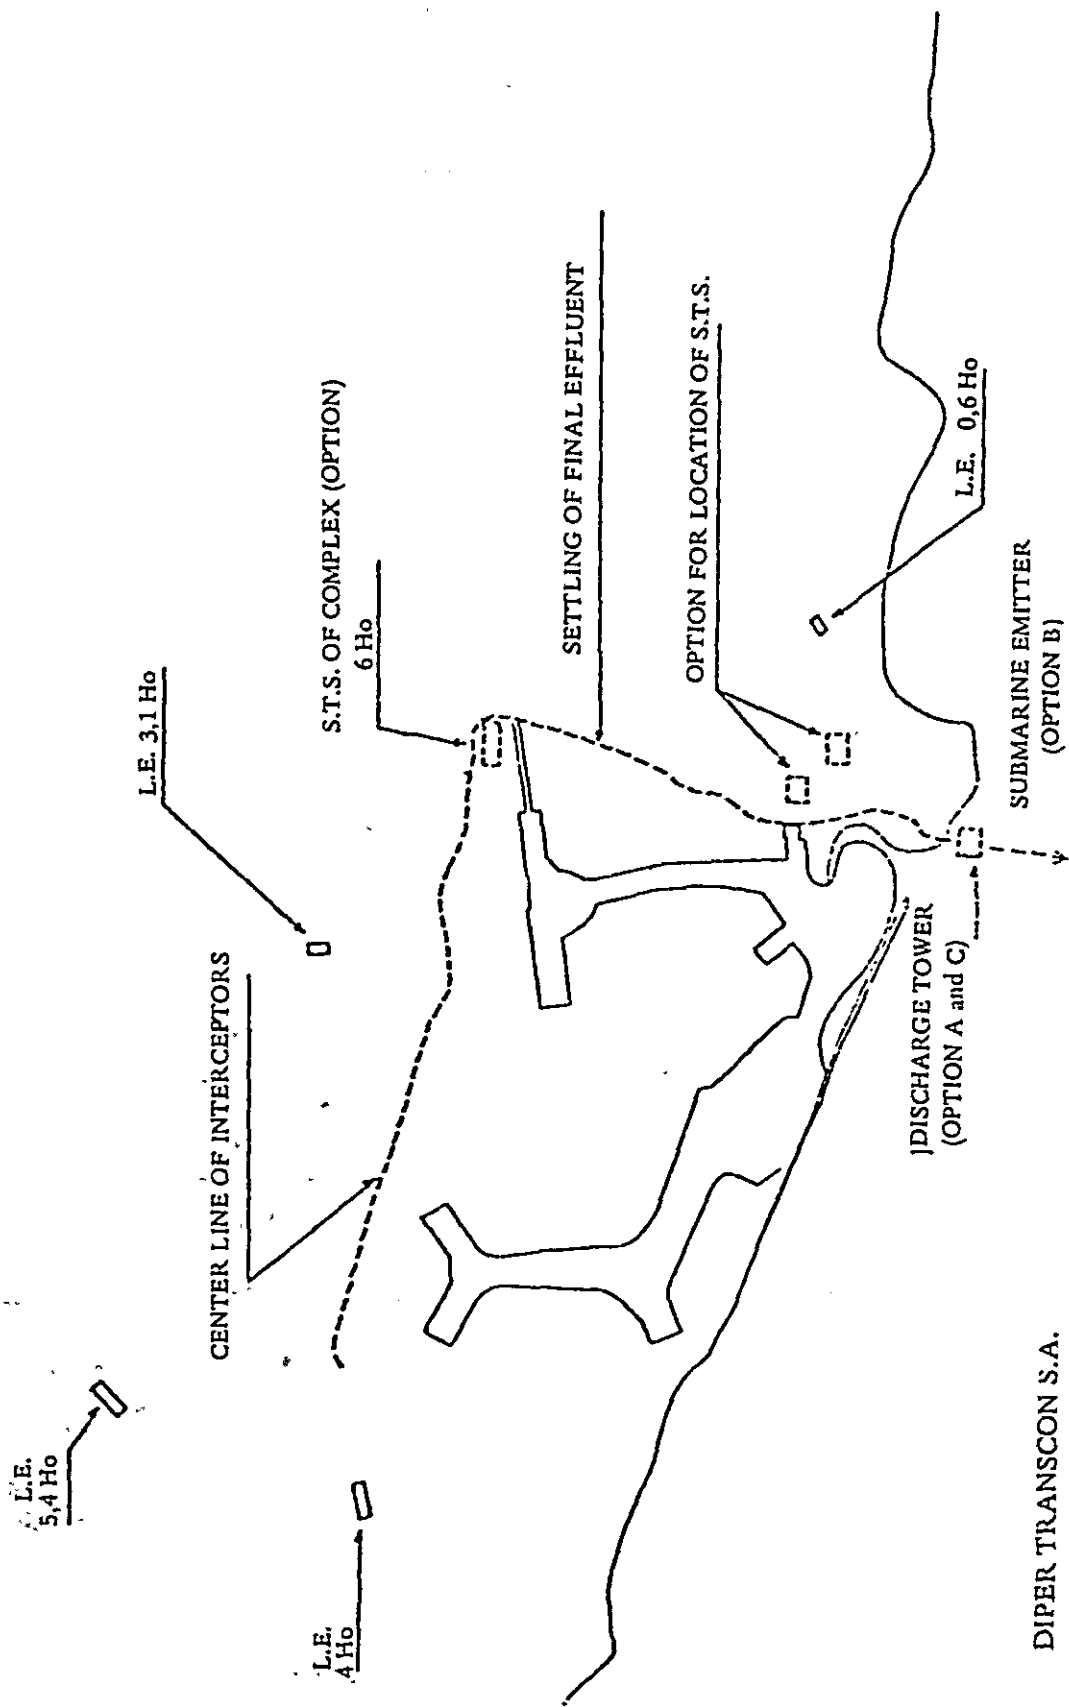 L.E.
5,4 Ho
L.E.
4 Ho
CENTER LINE OF INTERCEPTORS
L.E. 3,1 Ho
S.T.S. OF COMPLEX (OPTION)
6 Ho
SETTLING OF FINAL EFFLUENT
OPTION FOR LOCATION OF S.T.S.
L.E. 0,6 Ho
]DISCHARGE TOWER
(OPTION A and C)
SUBMARINE EMITTER
(OPTION B)
DIPER TRANSCON S.A.